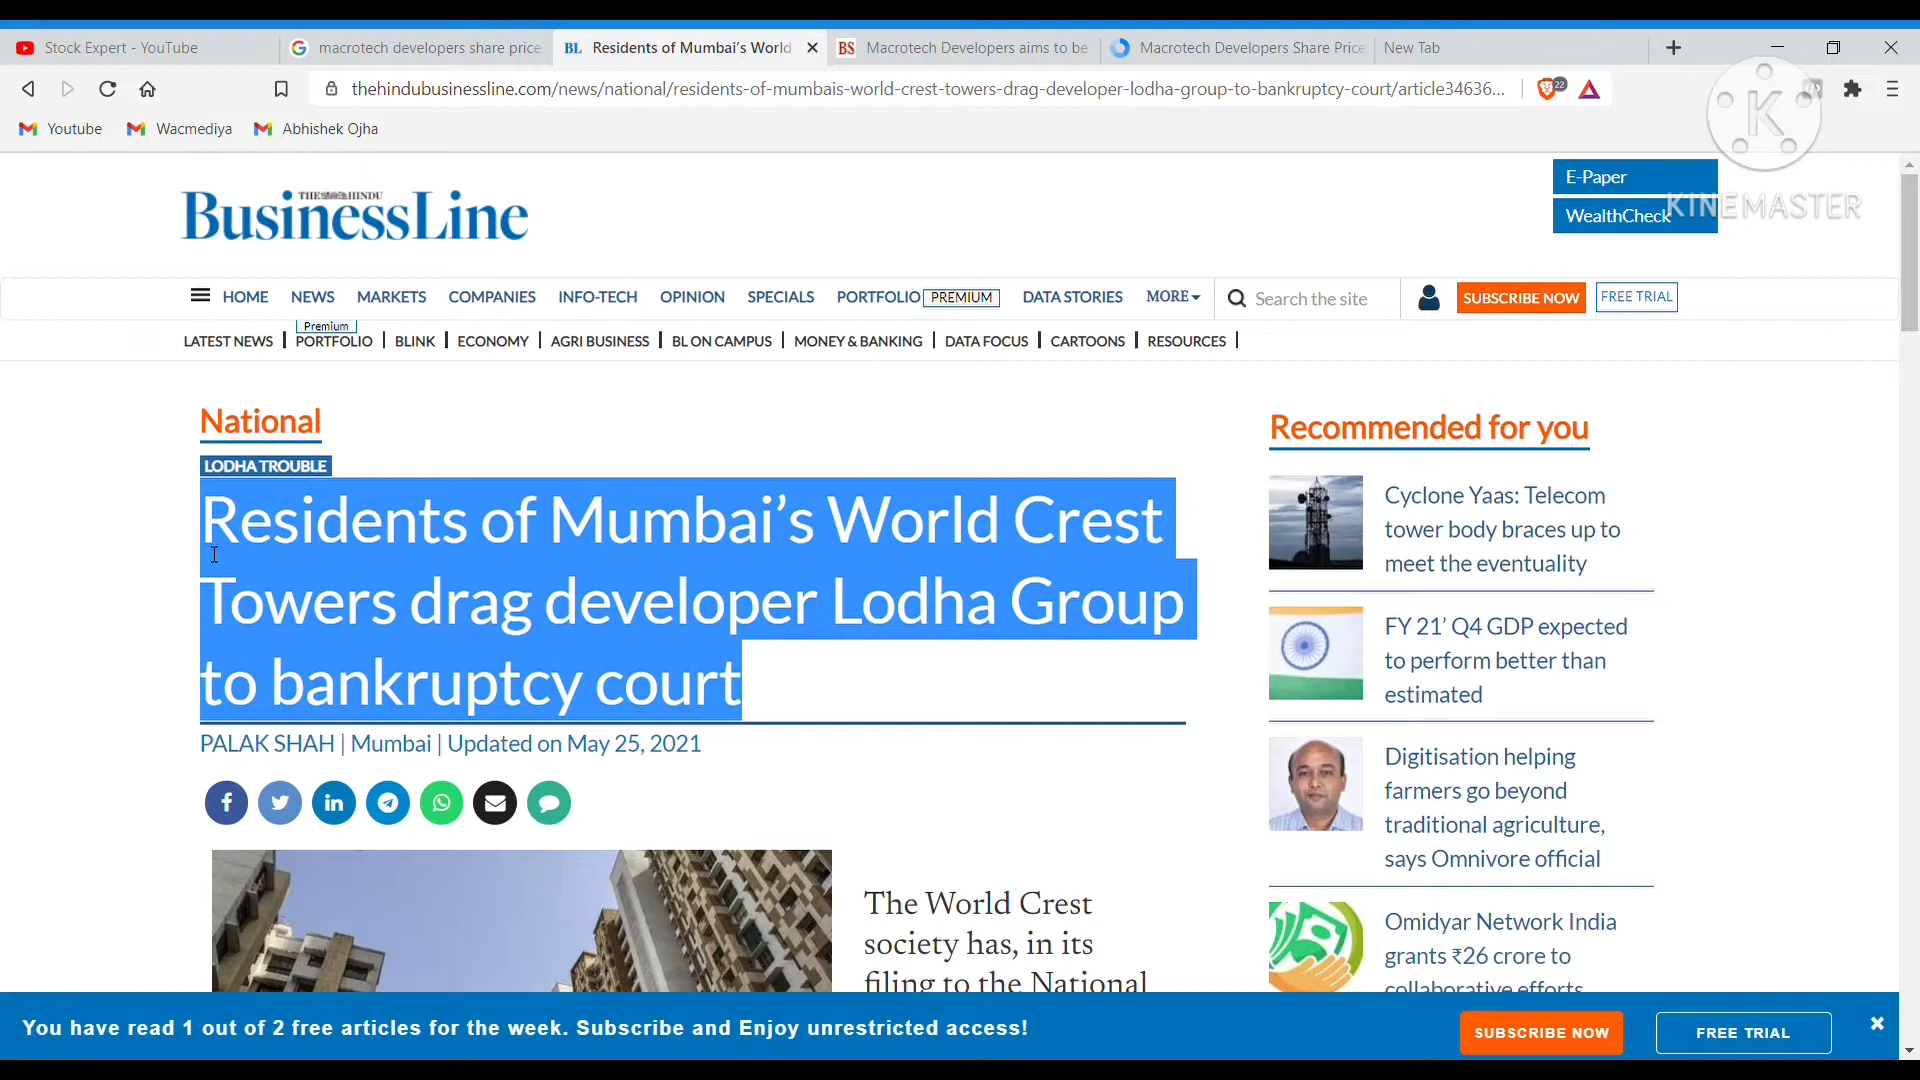 Stock Expert - YouTube
macrotech developers share price
BL Residents of Mumbai's World
BS Macrotech Developers aims to be
Macrotech Developers Share Price
New Tab
thehindubusinessline.com/news/national/residents-of-mumbais-world-crest-towers-drag-developer-lodha-group-to-bankruptcy-court/article34636...
22
Youtube
Wacmediya
Abhishek Ojha
K
KINEMASTER
THE HINDU
BusinessLine
E-Paper
WealthCheck
HOME NEWS MARKETS COMPANIES INFO-TECH OPINION SPECIALS PORTFOLIO PREMIUM DATA STORIES MORE
Search the site
SUBSCRIBE NOW
FREE TRIAL
Premium
LATEST NEWS | PORTFOLIO | BLINK | ECONOMY | AGRI BUSINESS | BL ON CAMPUS | MONEY & BANKING | DATA FOCUS | CARTOONS | RESOURCES |
National
LODHA TROUBLE
Residents of Mumbai's World Crest
Towers drag developer Lodha Group
to bankruptcy court
PALAK SHAH | Mumbai | Updated on May 25, 2021
The World Crest
society has, in its
filing to the National
Recommended for you
Cyclone Yaas: Telecom
tower body braces up to
meet the eventuality
FY 21' Q4 GDP expected
to perform better than
estimated
Digitisation helping
farmers go beyond
traditional agriculture,
says Omnivore official
Omidyar Network India
grants ₹26 crore to
collaborative efforts
You have read 1 out of 2 free articles for the week. Subscribe and Enjoy unrestricted access!
SUBSCRIBE NOW
FREE TRIAL